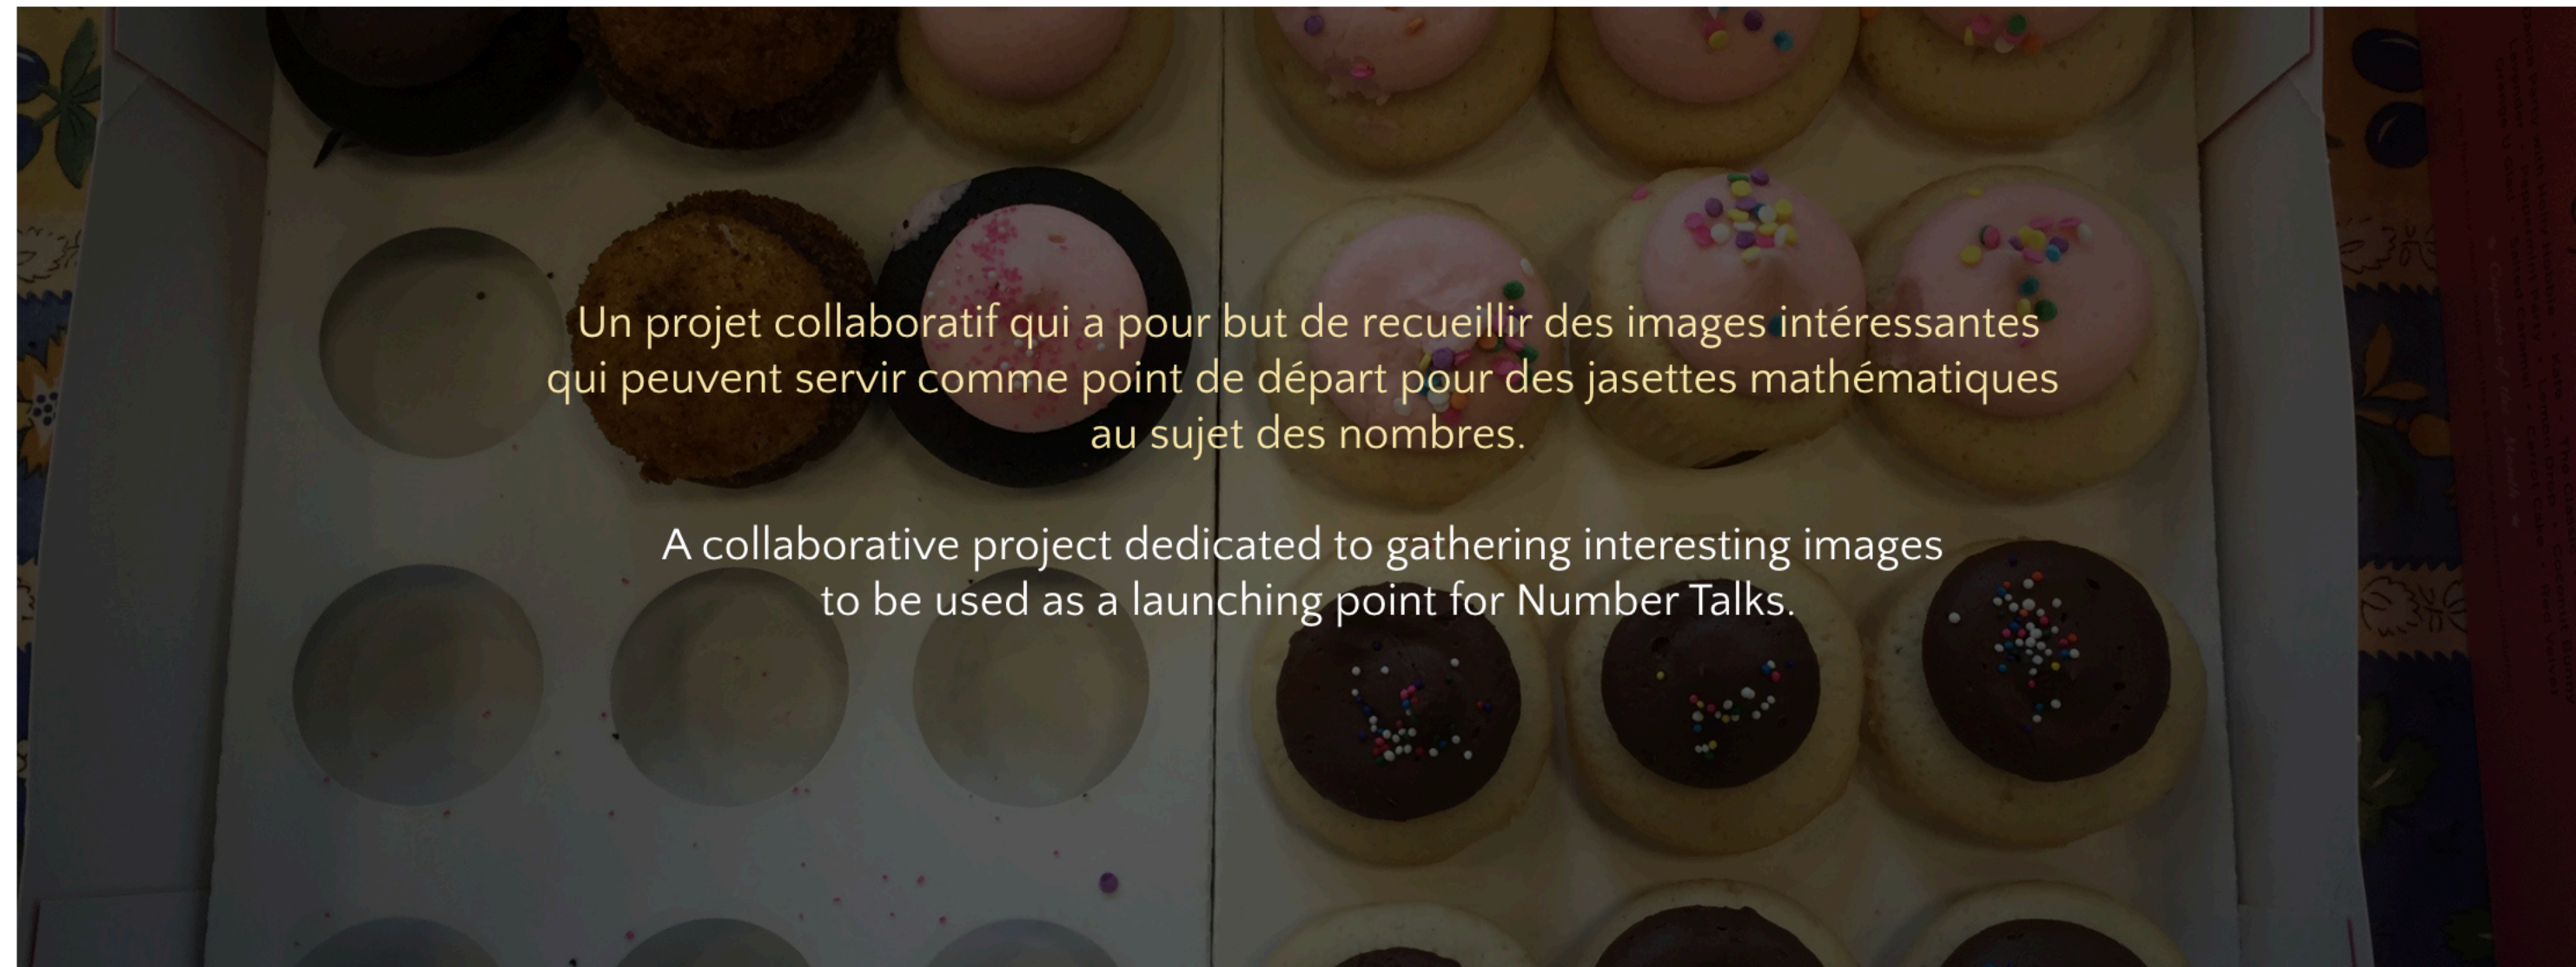 Un projet collaboratif qui a pour but de recueillir des images intéressantes
qui peuvent servir comme point de départ pour des jasettes mathématiques
au sujet des nombres.
A collaborative project dedicated to gathering interesting images
to be used as a launching point for Number Talks.